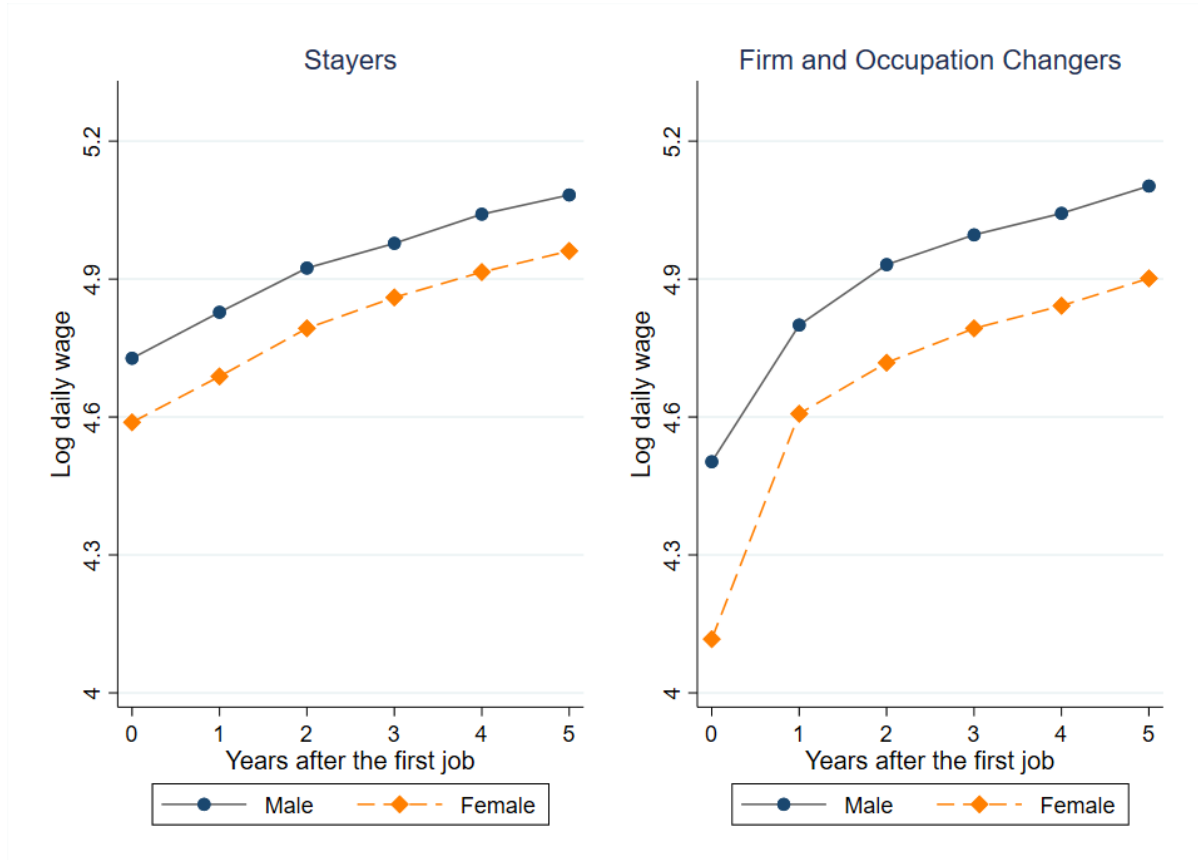 Stayers
5.2
4.9
4.6
4.3
4
Log daily wage
0 1 2 3 4 5
Years after the first job
Male Female
Firm and Occupation Changers
5.2
4.9
4.6
4.3
4
Log daily wage
0 1 2 3 4 5
Years after the first job
Male Female